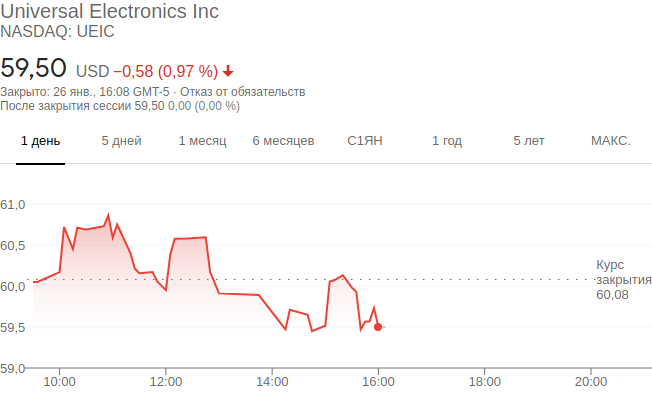 Universal Electronics Inc
NASDAQ: UEIC
59,50 USD −0,58 (0,97 %)
Закрыто: 26 янв., 16:08 GMT-5 · Отказ от обязательств
После закрытия сессии 59,50 0,00 (0,00 %)
1 день 5 дней 1 месяц 6 месяцев С1ЯН 1 год 5 лет МАКС.
61,0
60,5
Курс
закрытия
60,08
60,0
59,5
59,0
10:00 12:00 14:00 16:00 18:00 20:00